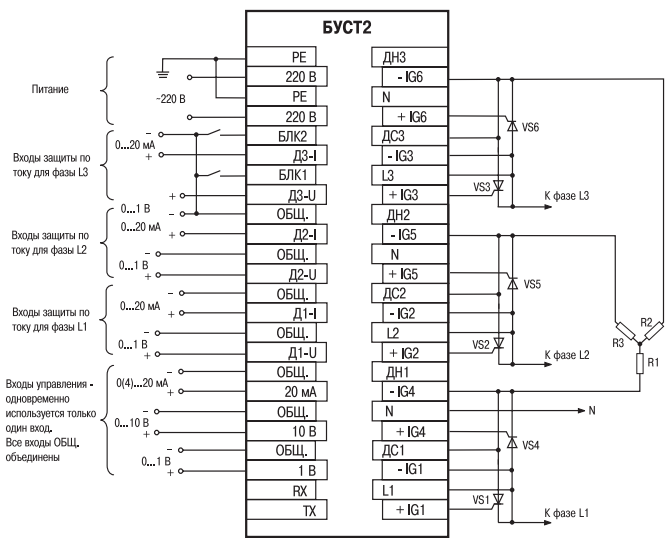 БУСТ2
Питание
~220 В
Входы защиты по
току для фазы L3
0...20 мА
−
+
+
0...1 В
−
Входы защиты по
току для фазы L2
0...20 мА
+
−
0...1 В
+
Входы защиты по
току для фазы L1
−
0...20 мА
+
−
0...1 В
+
Входы управления -
одновременно
используется только
один вход.
Все входы ОБЩ.
объединены
−
0(4)...20 мА
+
−
0...10 В
+
−
0...1 В
+
PE
220 В
PE
220 В
БЛК2
Д3-I
БЛК1
Д3-U
ОБЩ.
Д2-I
ОБЩ.
Д2-U
ОБЩ.
Д1-I
ОБЩ.
Д1-U
ОБЩ.
20 мА
ОБЩ.
10 В
ОБЩ.
1 В
RX
TX
ДН3
- IG6
N
+ IG6
ДС3
- IG3
L3
+ IG3
ДН2
- IG5
N
+ IG5
ДС2
- IG2
L2
+ IG2
ДН1
- IG4
N
+ IG4
ДС1
- IG1
L1
+ IG1
VS6
VS3
К фазе L3
VS5
VS2
К фазе L2
R3
R2
R1
N
VS4
VS1
К фазе L1